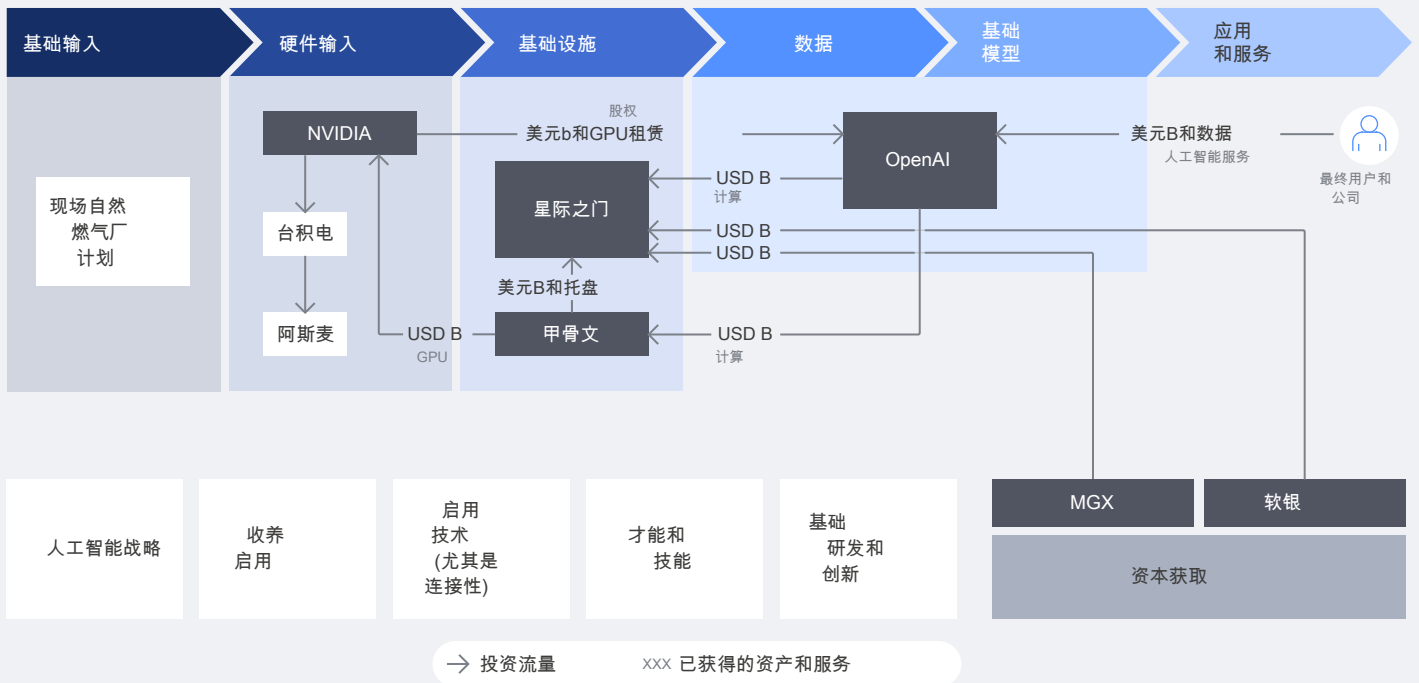 基础输入
硬件输入
基础设施
数据
基础
模型
应用
和服务
股权
NVIDIA
美元b和GPU租赁
OpenAI
美元B和数据
人工智能服务
最终用户和
公司
现场自然
燃气厂
计划
台积电
阿斯麦
星际之门
USD B
计算
USD B
USD B
美元B和托盘
甲骨文
USD B
GPU
USD B
计算
人工智能战略
收养
启用
启用
技术
(尤其是
连接性)
才能和
技能
基础
研发和
创新
MGX
软银
资本获取
投资流量
XXX 已获得的资产和服务